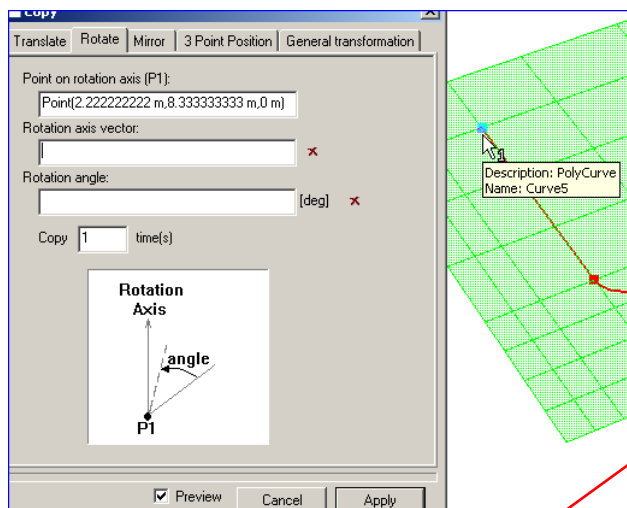 Copy
Translate Rotate Mirror 3 Point Position General transformation
Point on rotation axis (P1):
Point(2.222222222 m,8.333333333 m,0 m)
Rotation axis vector:
Rotation angle:
[deg]
Copy 1 time(s)
Rotation
Axis
angle
P1
Preview Cancel Apply
1
Description: PolyCurve
Name: Curve5